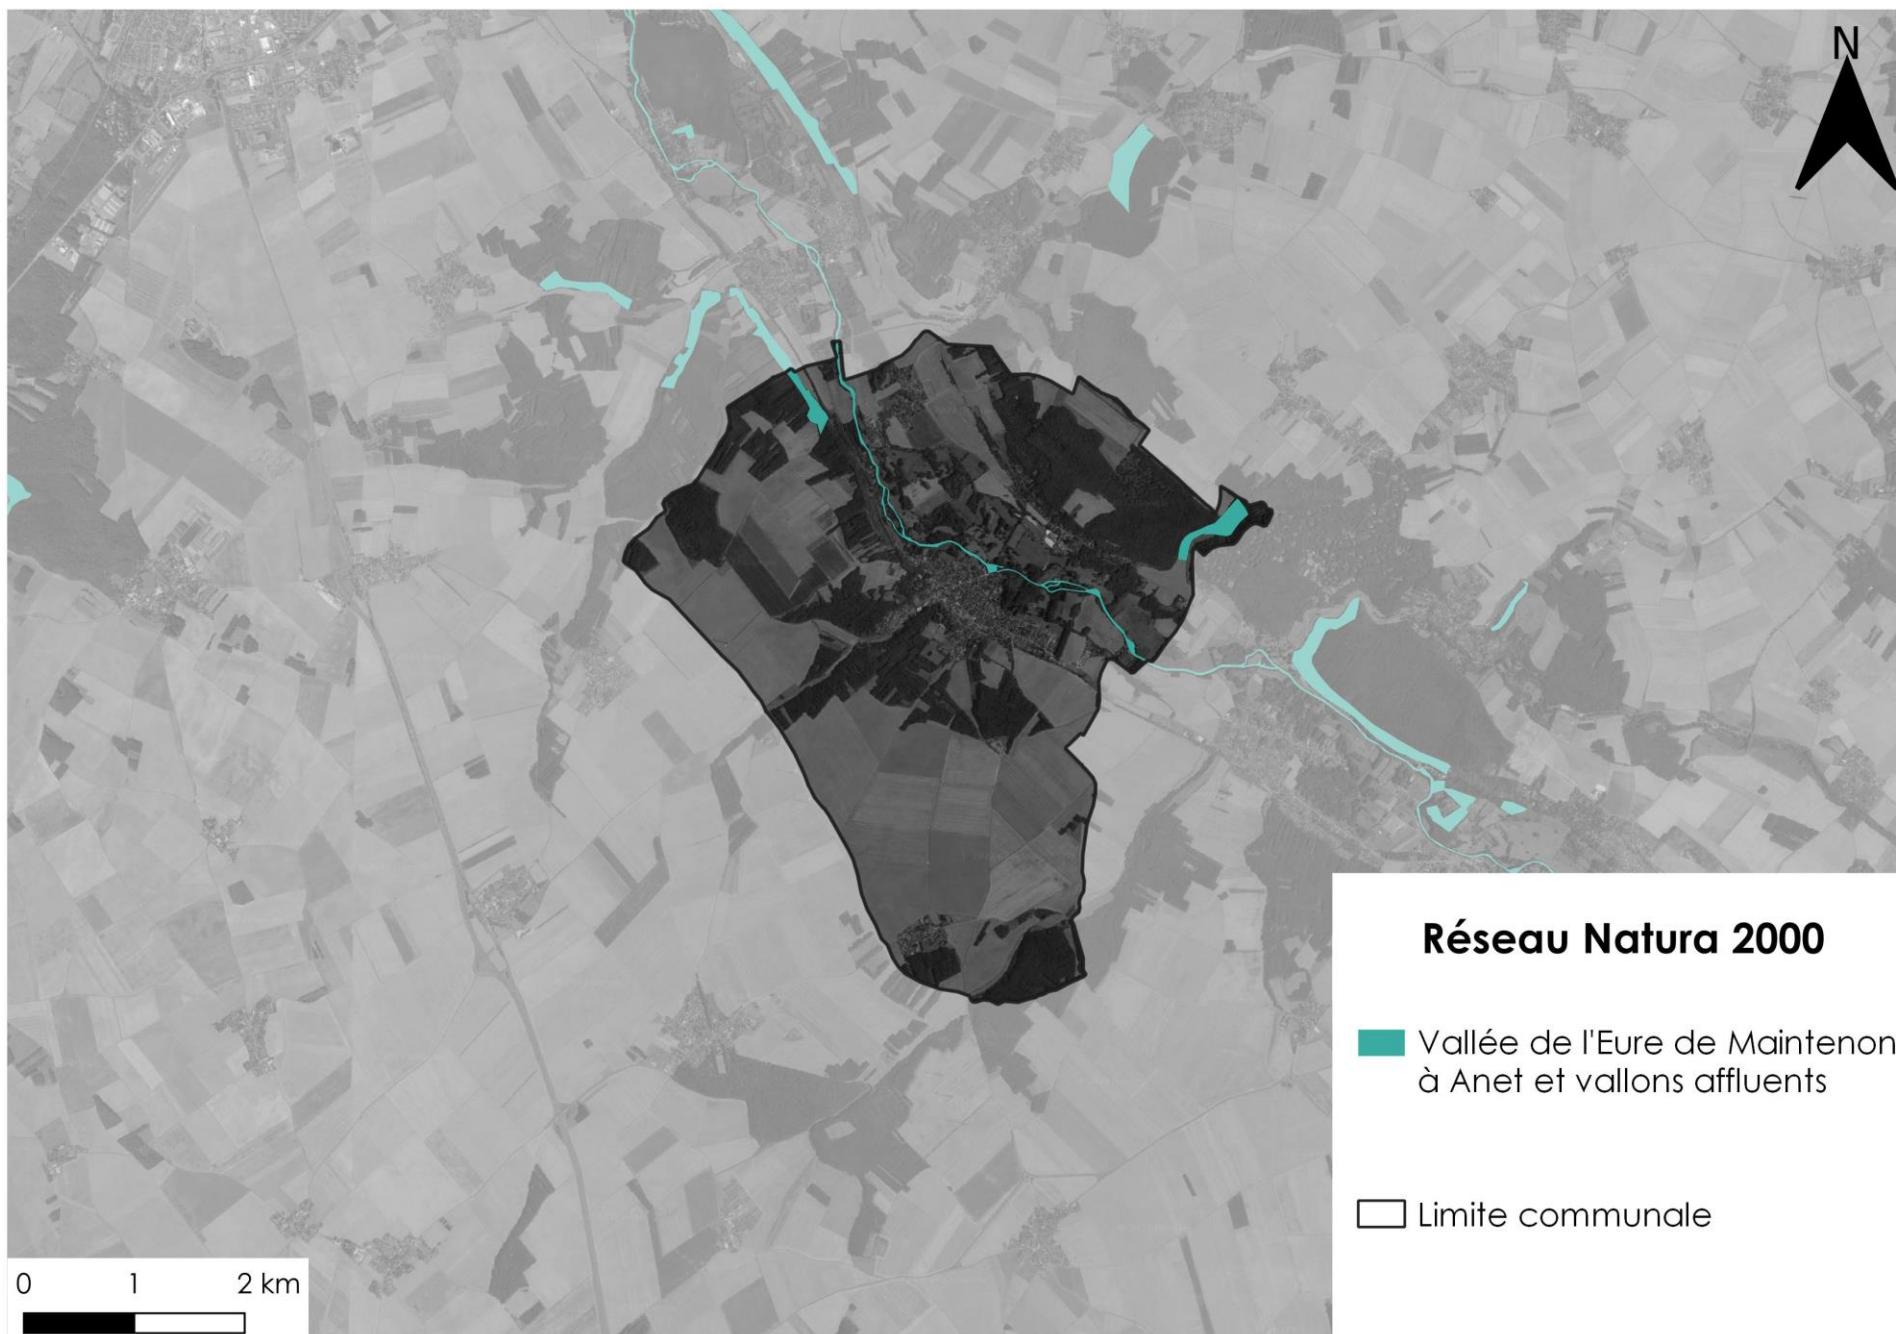 N
Réseau Natura 2000
Vallée de l'Eure de Maintenon
à Anet et vallons affluents
Limite communale
0 1 2 km